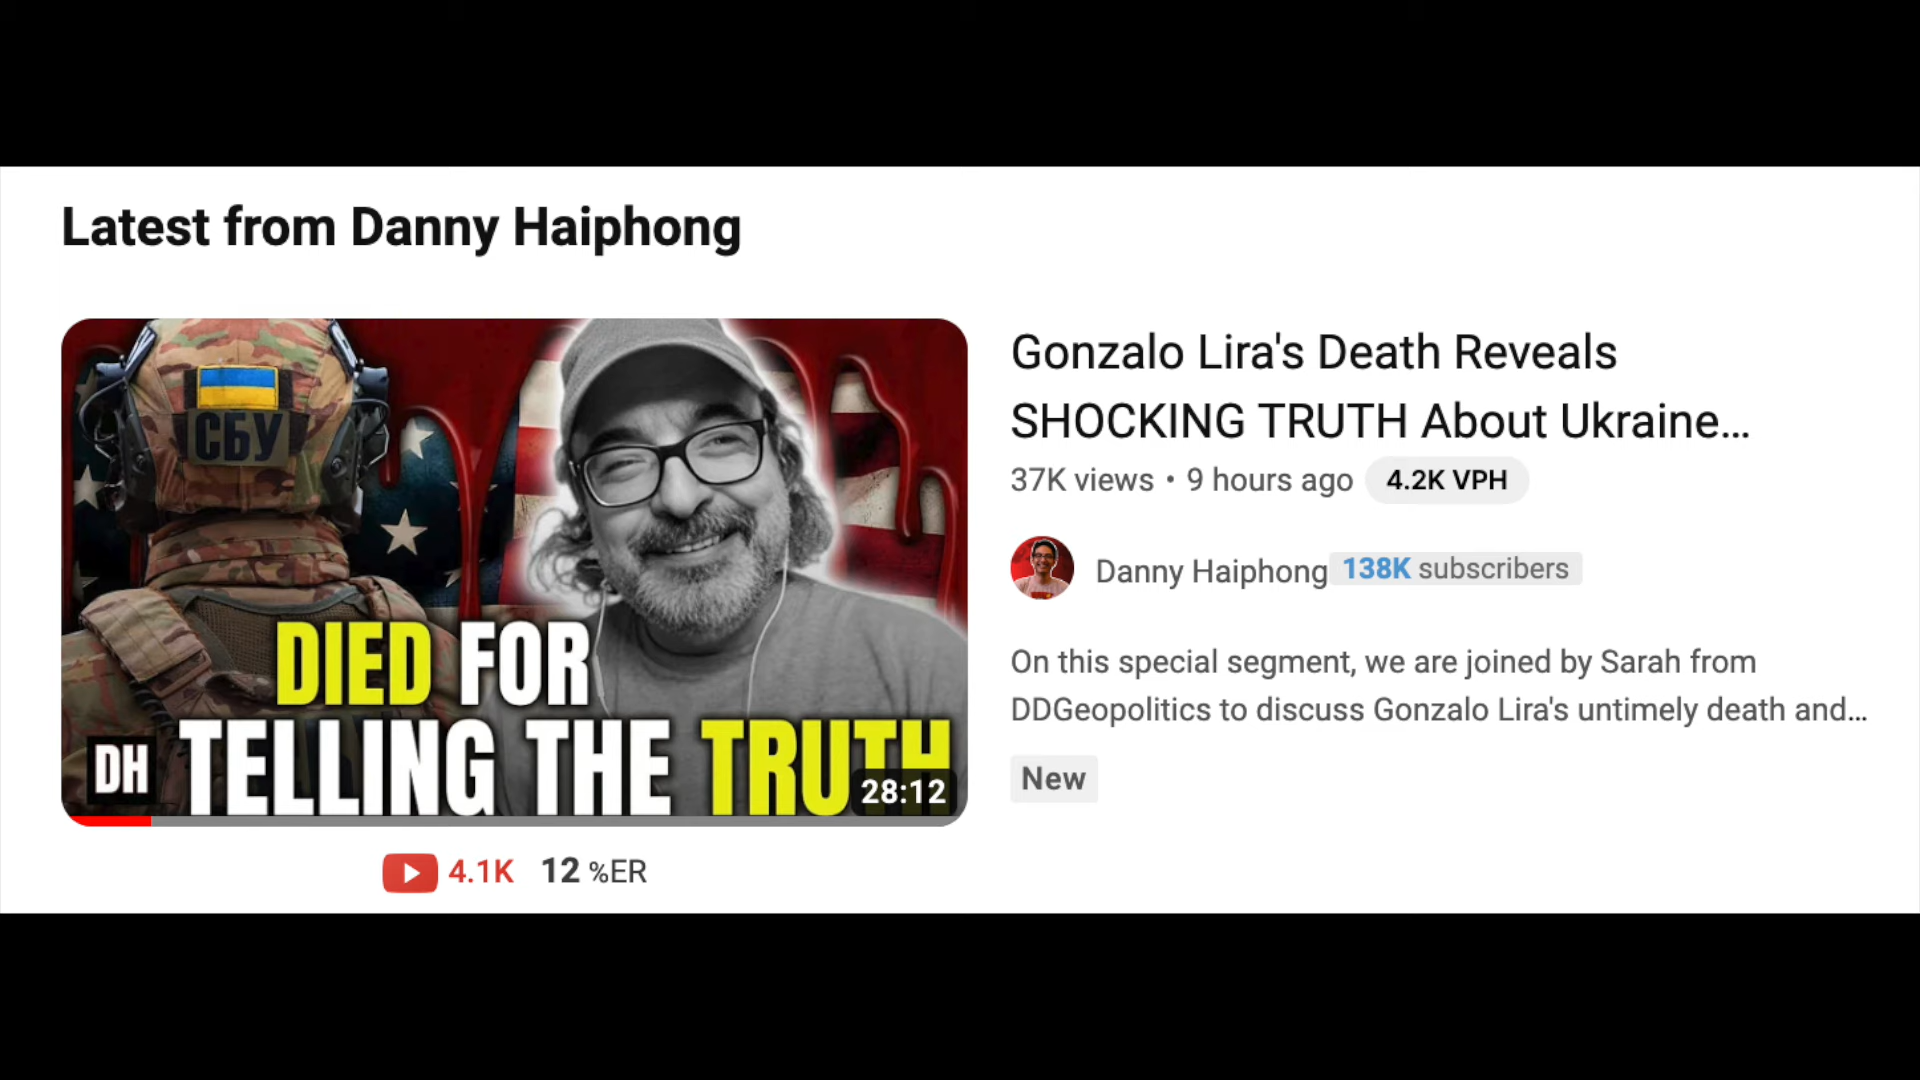 Latest from Danny Haiphong
СБУ
DIED FOR
TELLING THE TRUTH
DH
28:12
4.1K 12 %ER
Gonzalo Lira's Death Reveals
SHOCKING TRUTH About Ukraine...
37K views • 9 hours ago 4.2K VPH
Danny Haiphong 138K subscribers
On this special segment, we are joined by Sarah from
DDGeopolitics to discuss Gonzalo Lira's untimely death and...
New